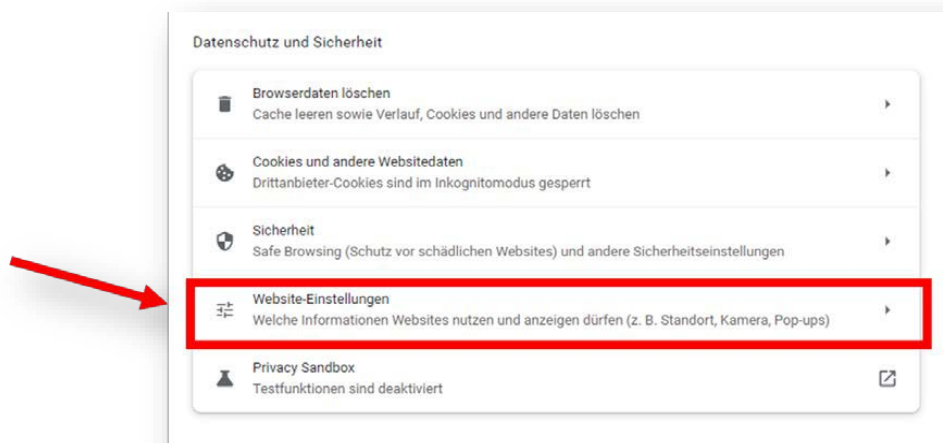 Datenschutz und Sicherheit
Browserdaten löschen
Cache leeren sowie Verlauf, Cookies und andere Daten löschen
Cookies und andere Websitedaten
Drittanbieter-Cookies sind im Inkognitomodus gesperrt
Sicherheit
Safe Browsing (Schutz vor schädlichen Websites) und andere Sicherheitseinstellungen
Website-Einstellungen
Welche Informationen Websites nutzen und anzeigen dürfen (z. B. Standort, Kamera, Pop-ups)
Privacy Sandbox
Testfunktionen sind deaktiviert